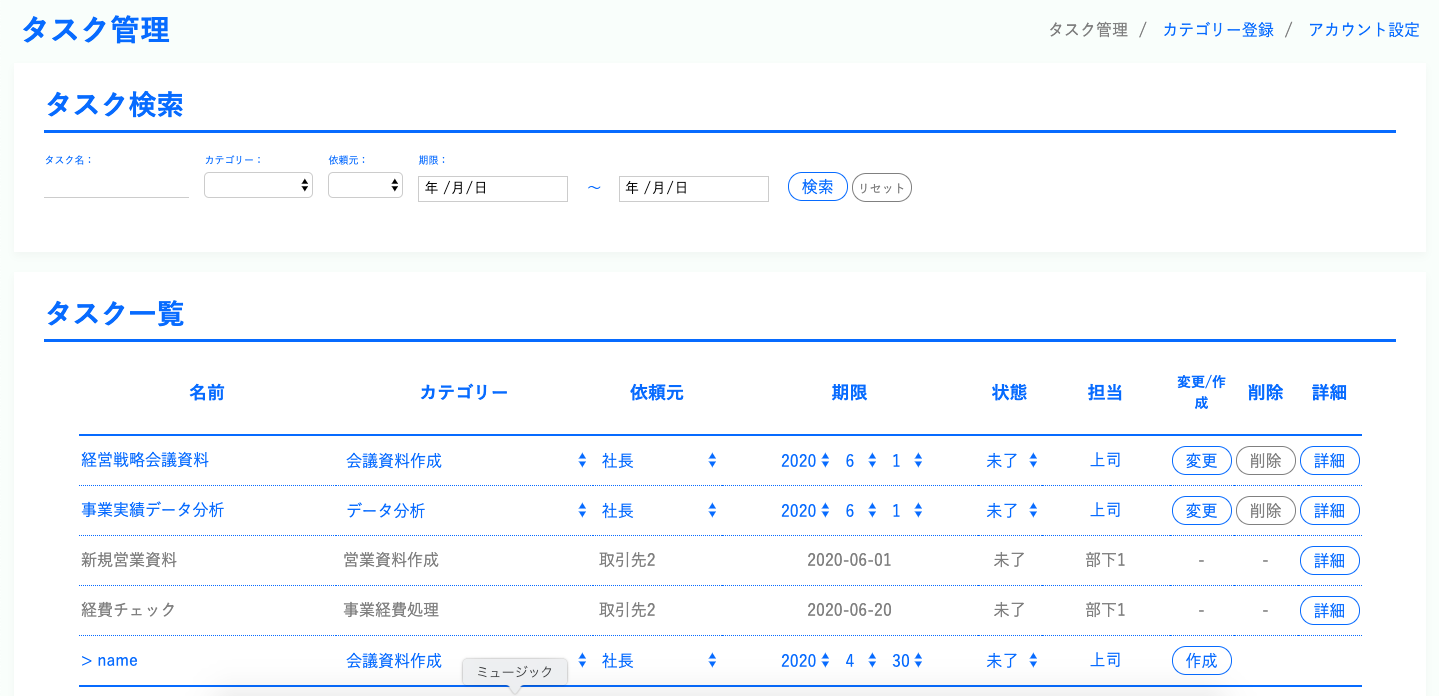 タスク管理
タスク管理 / カテゴリー登録 / アカウント設定
タスク検索
タスク名： カテゴリー： 依頼元： 期限：
年 /月/日 ～ 年 /月/日 検索 リセット
タスク一覧
名前 カテゴリー 依頼元 期限 状態 担当 変更/作 削除 詳細
成
経営戦略会議資料 会議資料作成 社長 2020 6 1 未了 上司 変更 削除 詳細
事業実績データ分析 データ分析 社長 2020 6 1 未了 上司 変更 削除 詳細
新規営業資料 営業資料作成 取引先2 2020-06-01 未了 部下1 - - 詳細
経費チェック 事業経費処理 取引先2 2020-06-20 未了 部下1 - - 詳細
> name 会議資料作成 社長 2020 4 30 未了 上司 作成
ミュージック